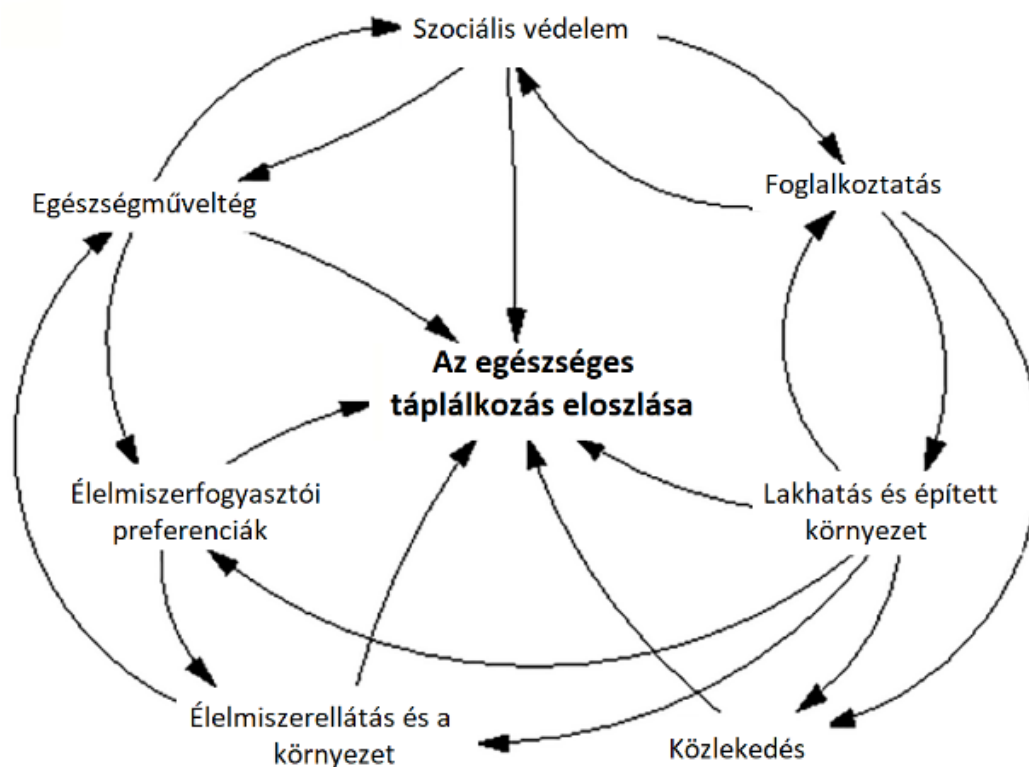 Szociális védelem
Foglalkoztatás
Egészségműveltég
Az egészséges
táplálkozás eloszlása
Élelmiszerfogyasztói
preferenciák
Lakhatás és épített
környezet
Élelmiszerellátás és a
környezet
Közlekedés